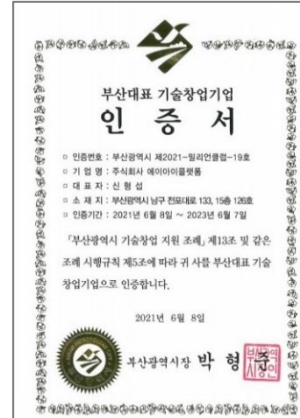 부산대표 기술창업기업
인 증 서
인증번호 : 부산광역시 제2021-밀리언클럽-19호
기 업 명 : 주식회사 에이아이플랫폼
대 표 자 : 신 형 섭
소 재 지 : 부산광역시 남구 전포대로 133, 15층 126호
인증기간 : 2021년 6월 8일 ~ 2023년 6월 7일
「부산광역시 기술창업 지원 조례」제13조 및 같은
조례 시행규칙 제5조에 따라 귀 사를 부산대표 기술
창업기업으로 인증합니다.
2021년 6월 8일
부산광역시장 박 형 준